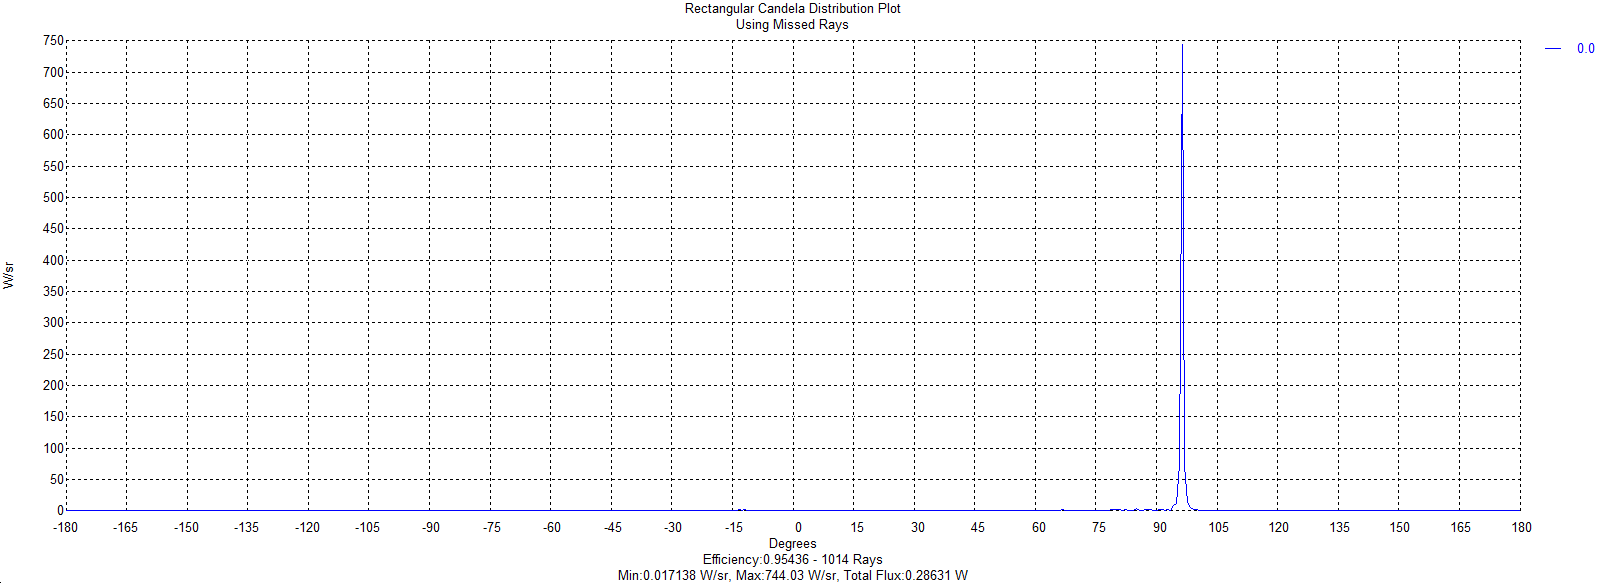 Rectangular Candela Distribution Plot
Using Missed Rays
0.0
750
700
650
600
550
500
450
400
350
300
250
200
150
100
50
0
W/sr
-180 -165 -150 -135 -120 -105 -90 -75 -60 -45 -30 -15 0 15 30 45 60 75 90 105 120 135 150 165 180
Degrees
Efficiency:0.95436 - 1014 Rays
Min:0.017138 W/sr, Max:744.03 W/sr, Total Flux:0.28631 W